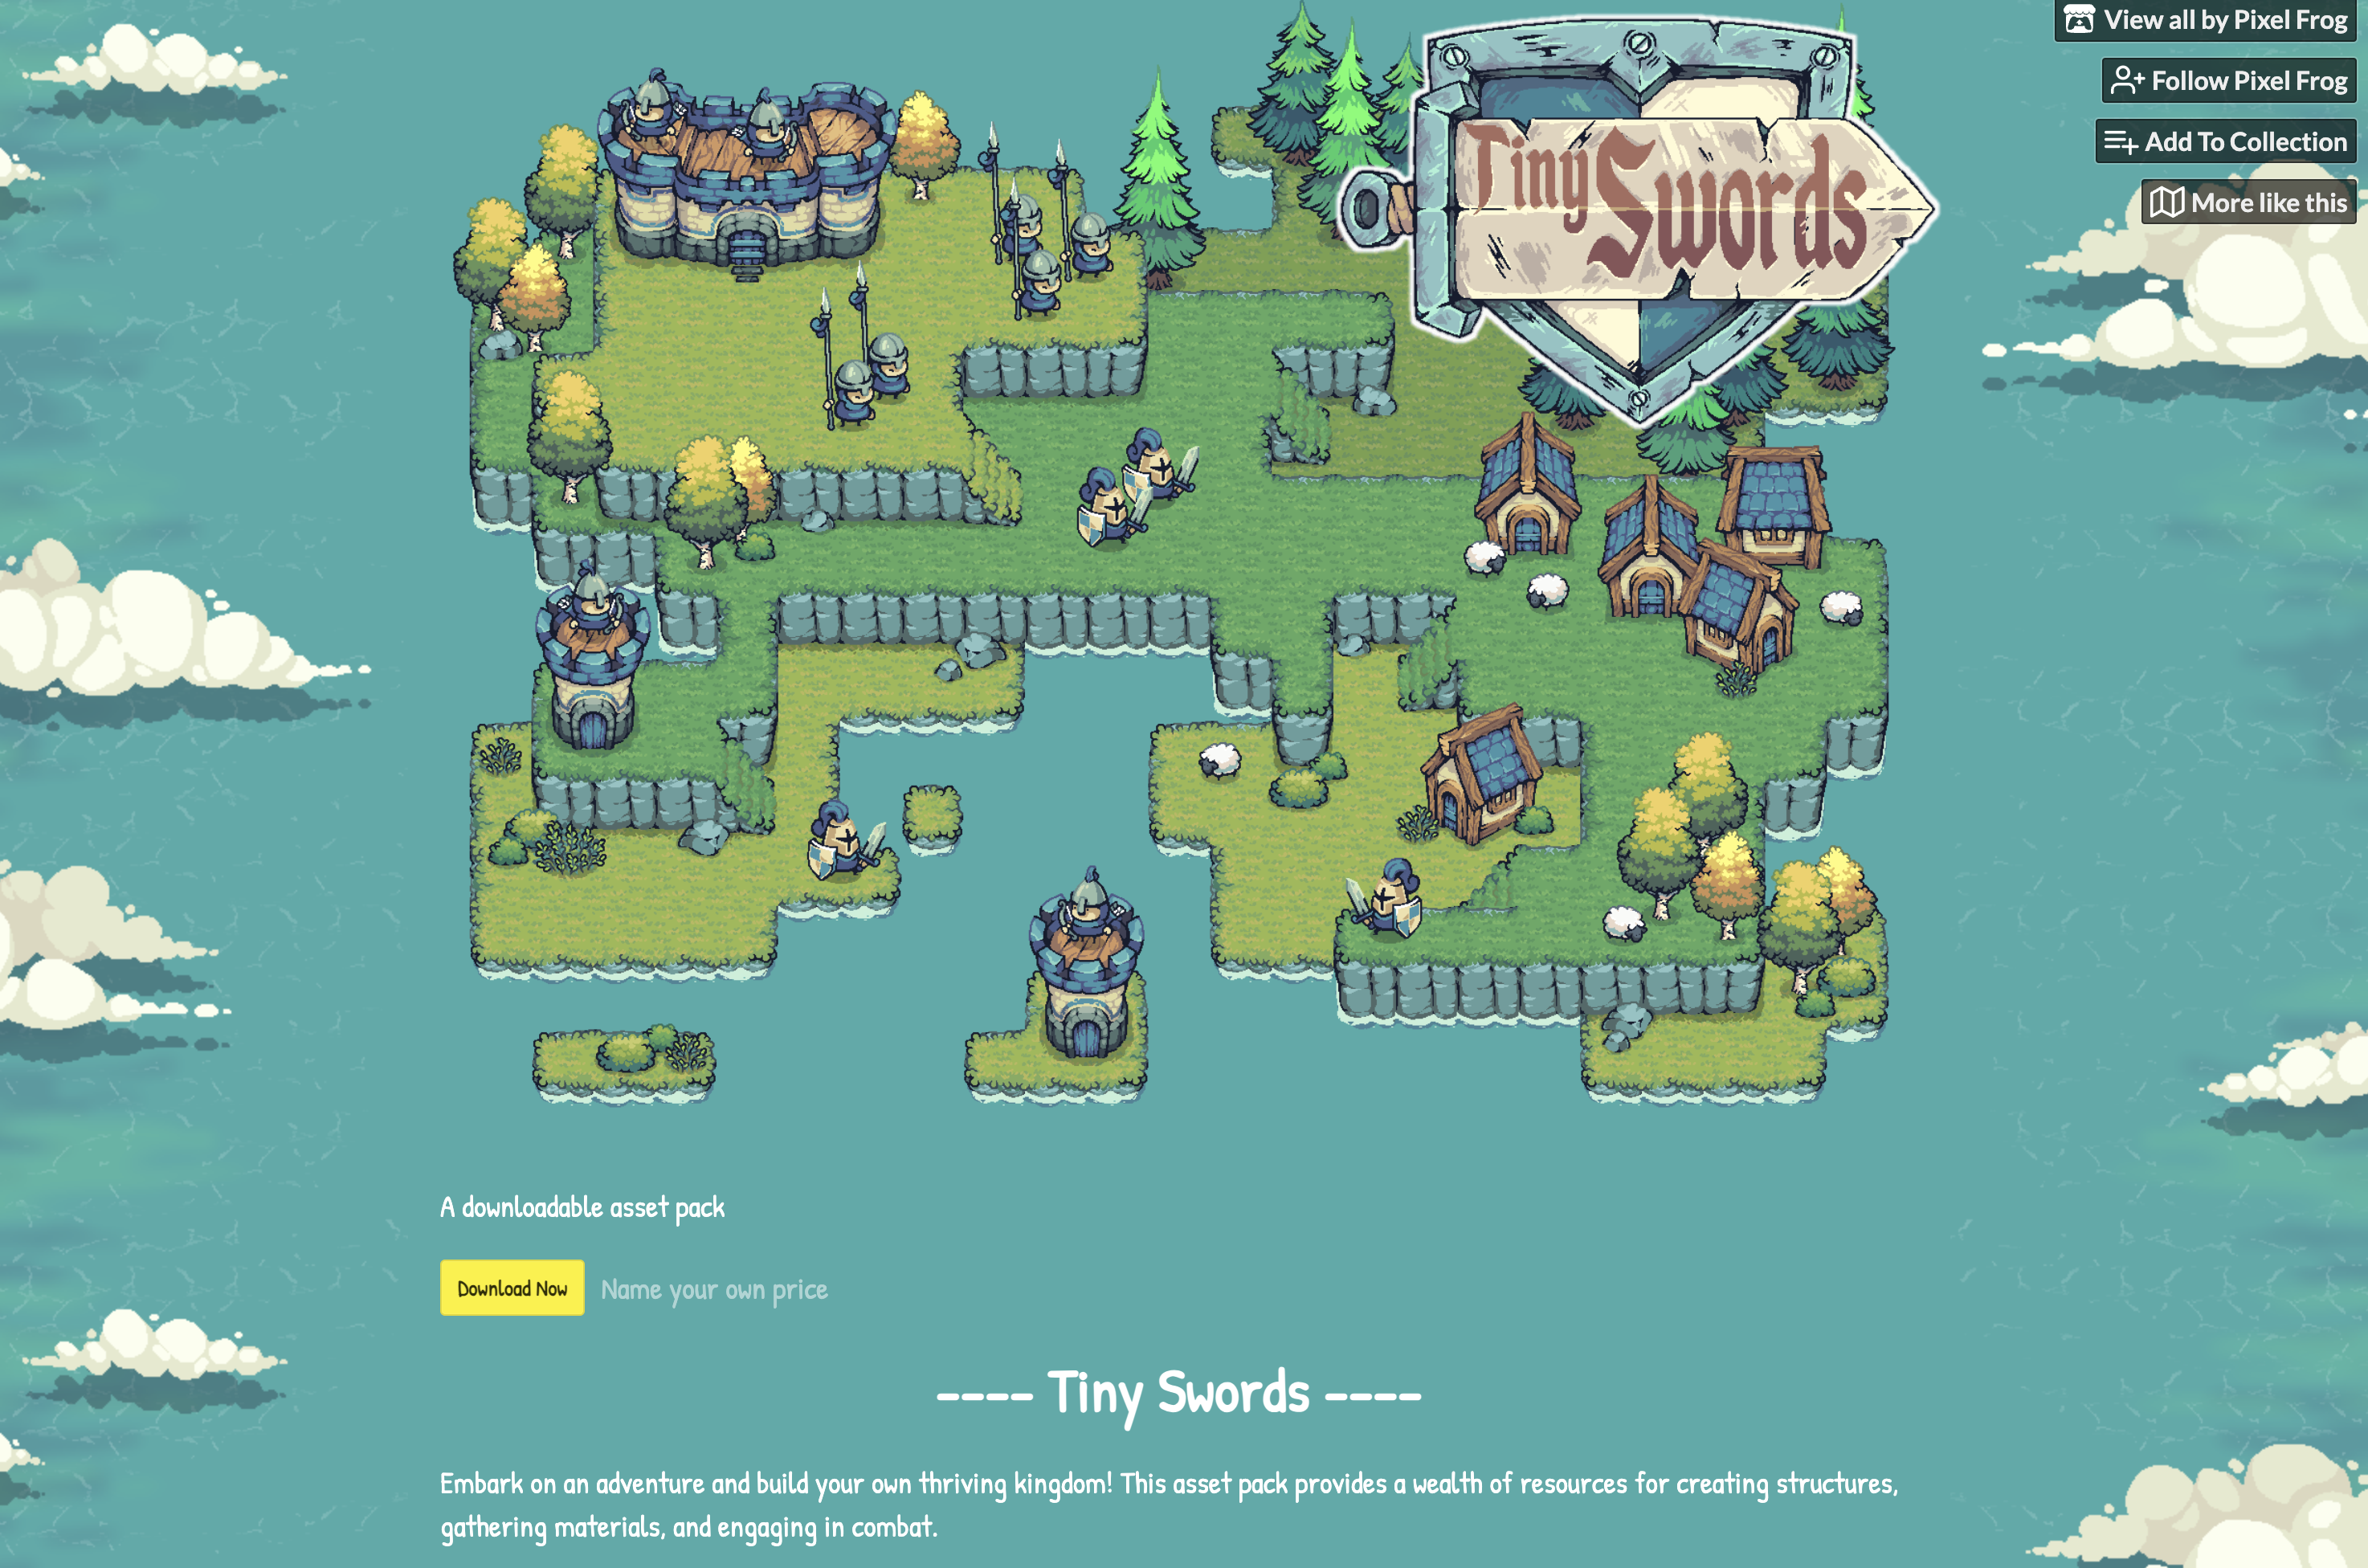 View all by Pixel Frog
Follow Pixel Frog
Add To Collection
More like this
Tiny Swords
A downloadable asset pack
Download Now Name your own price
---- Tiny Swords ----
Embark on an adventure and build your own thriving kingdom! This asset pack provides a wealth of resources for creating structures,
gathering materials, and engaging in combat.